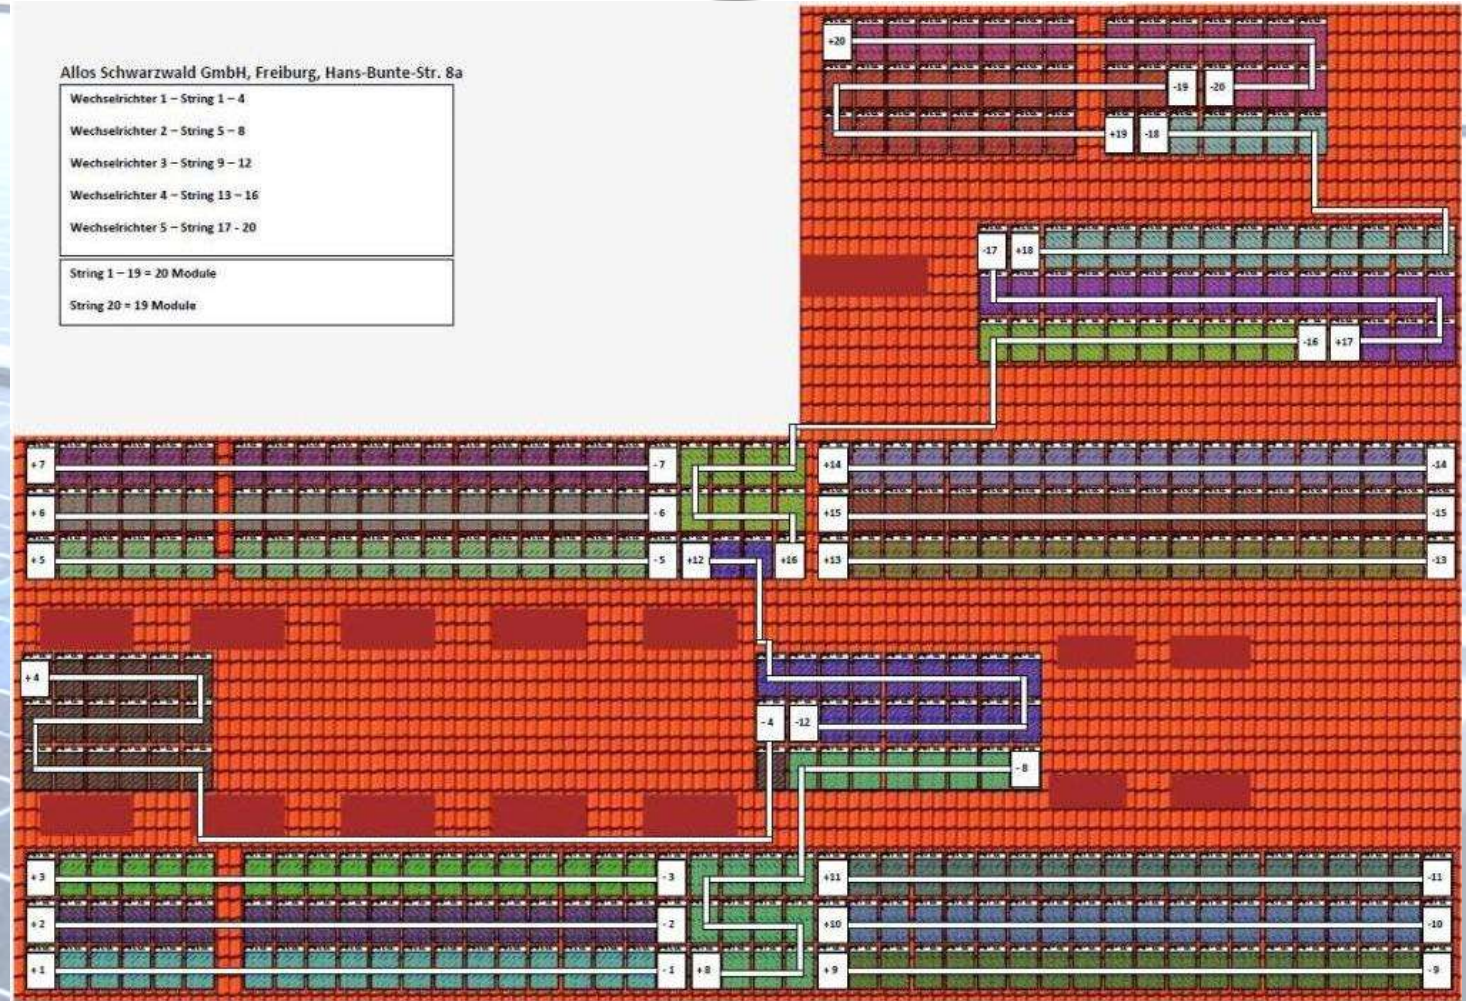 Allos Schwarzwald GmbH, Freiburg, Hans-Bunte-Str. 8a
Wechselrichter 1 – String 1 – 4
Wechselrichter 2 – String 5 – 8
Wechselrichter 3 – String 9 – 12
Wechselrichter 4 – String 13 – 16
Wechselrichter 5 – String 17 - 20
String 1 – 19 = 20 Module
String 20 = 19 Module
+20
-19 -20
+19 -18
-17 +18
-16 +17
+7 -7 +14 -14
+6 -6 +15 -15
+5 -5 +12 +16 +13 -13
+4
-4 -12
-8
+3 -3 +11 -11
+2 -2 +10 -10
+1 -1 +8 +9 -9